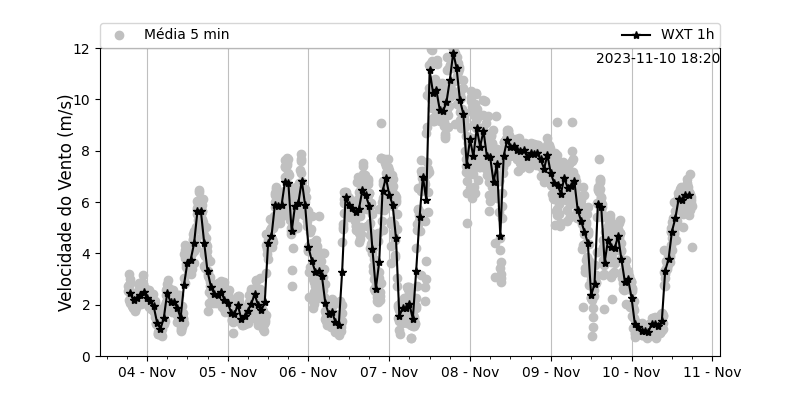 Média 5 min
WXT 1h
2023-11-10 18:20
Velocidade do Vento (m/s)
12
10
8
6
4
2
0
04 - Nov
05 - Nov
06 - Nov
07 - Nov
08 - Nov
09 - Nov
10 - Nov
11 - Nov